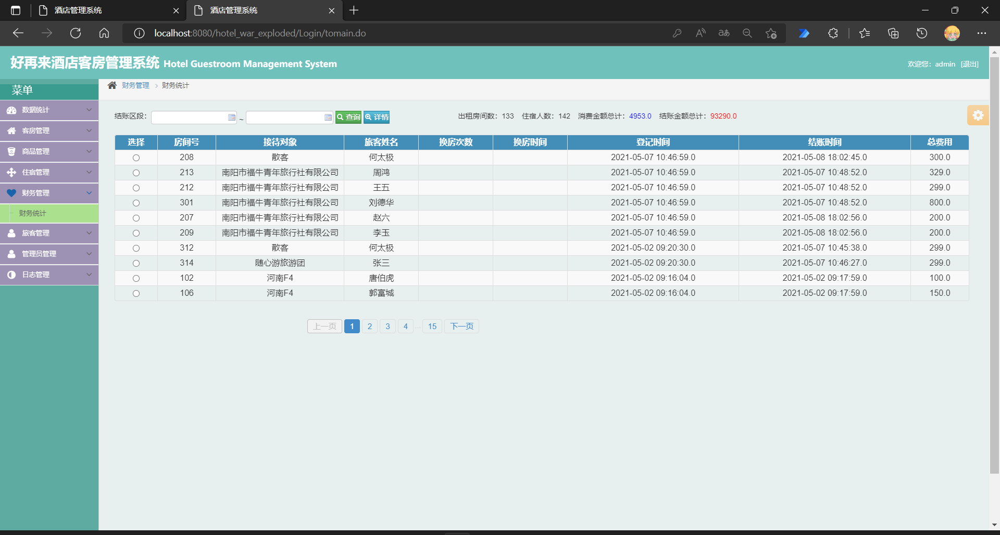 酒店管理系统
酒店管理系统
localhost:8080/hotel_war_exploded/Login/tomain.do
好再来酒店客房管理系统 Hotel Guestroom Management System
欢迎您：admin [退出]
菜单
数据统计
客房管理
商品管理
住宿管理
财务管理
财务统计
旅客管理
管理员管理
日志管理
财务管理 > 财务统计
结账区段： ~ 查询 详情 出租房间数：133 住宿人数：142 消费金额总计：4953.0 结账金额总计：93290.0
选择 房间号 接待对象 旅客姓名 换房次数 换房时间 登记时间 结账时间 总费用
208 散客 何太极 2021-05-07 10:46:59.0 2021-05-08 18:02:45.0 300.0
213 南阳市福牛青年旅行社有限公司 周鸿 2021-05-07 10:46:59.0 2021-05-07 10:48:52.0 329.0
212 南阳市福牛青年旅行社有限公司 王五 2021-05-07 10:46:59.0 2021-05-07 10:48:52.0 299.0
301 南阳市福牛青年旅行社有限公司 刘德华 2021-05-07 10:46:59.0 2021-05-07 10:48:52.0 800.0
207 南阳市福牛青年旅行社有限公司 赵六 2021-05-07 10:46:59.0 2021-05-08 18:02:56.0 200.0
209 南阳市福牛青年旅行社有限公司 李玉 2021-05-07 10:46:59.0 2021-05-08 18:02:56.0 200.0
312 散客 何太极 2021-05-02 09:20:30.0 2021-05-07 10:45:38.0 299.0
314 随心游旅游团 张三 2021-05-02 09:20:30.0 2021-05-07 10:46:27.0 299.0
102 河南F4 唐伯虎 2021-05-02 09:16:04.0 2021-05-02 09:17:59.0 100.0
106 河南F4 郭富城 2021-05-02 09:16:04.0 2021-05-02 09:17:59.0 150.0
上一页 1 2 3 4 ... 15 下一页